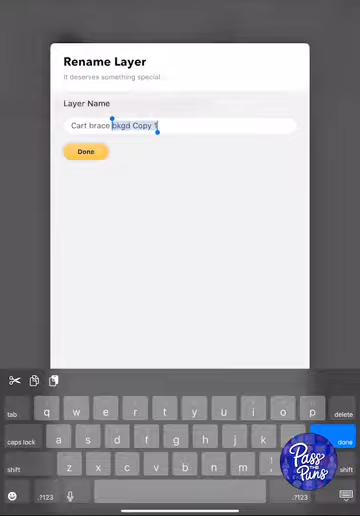 Rename Layer
It deserves something special
Layer Name
Cart brace bkgd Copy 1
Done
tab q w e r t y u i o p delete
caps lock a s d f g h j k done
shift z x c v b n m shift
.?123 .?123
Pass
THE
Puns